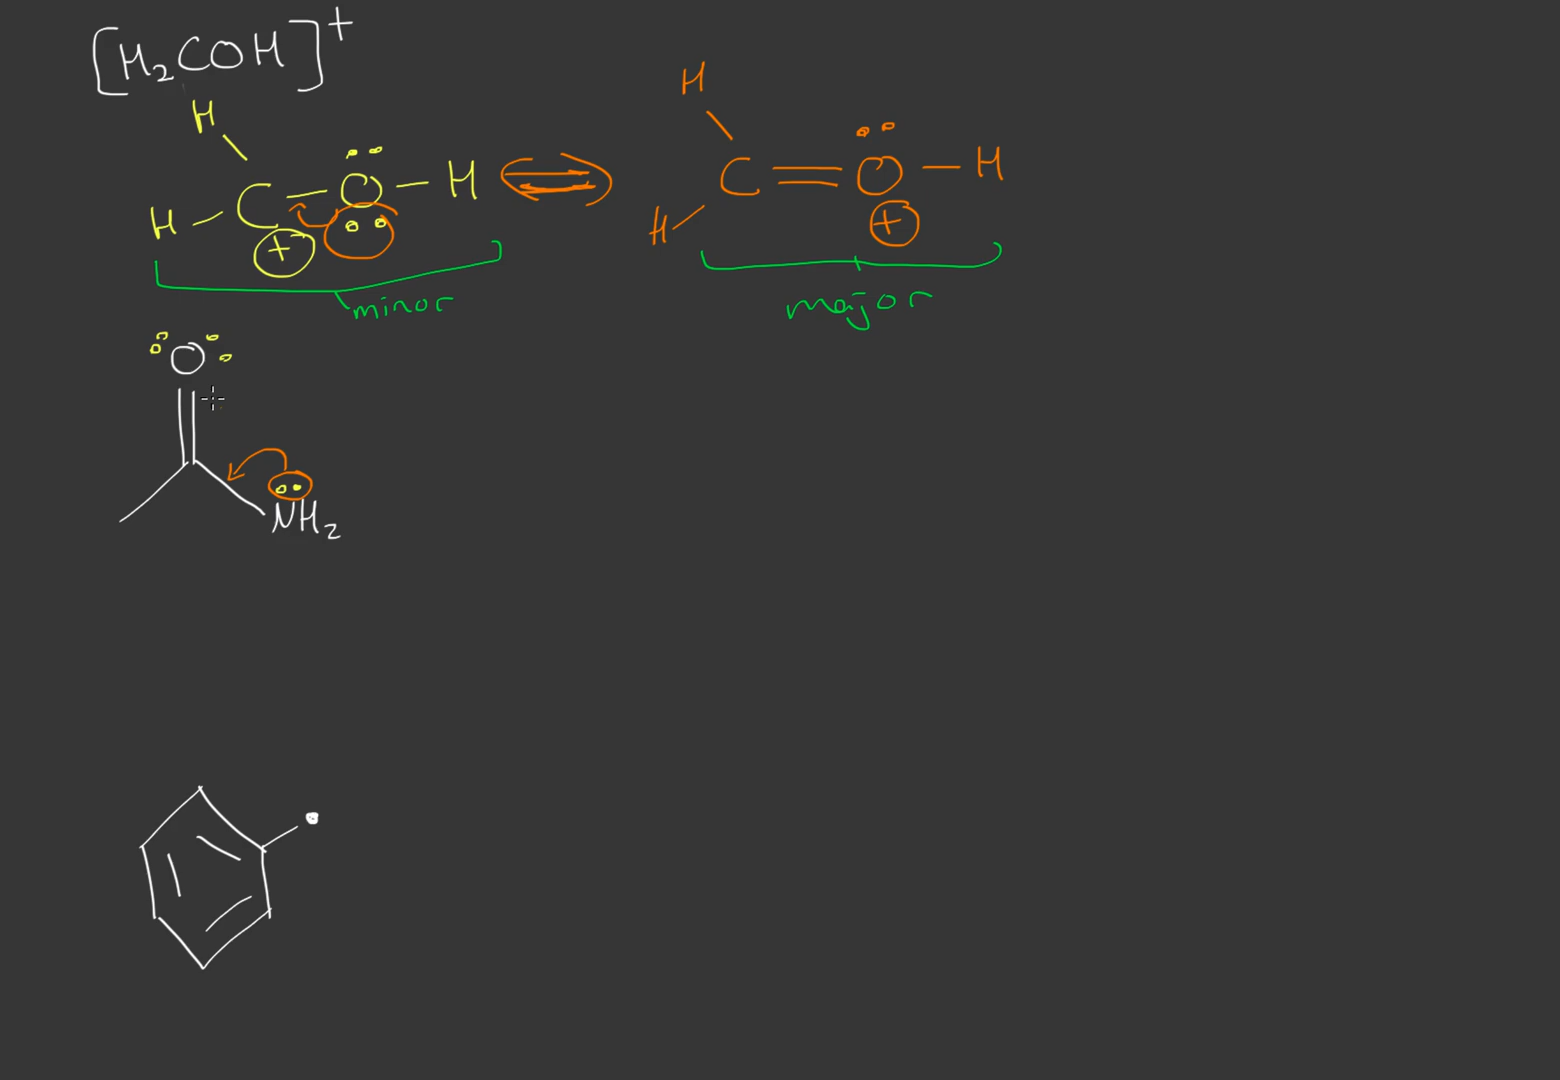 [H₂COH]⁺
H
H
H – C – O – H
C = O – H
+
H
+
minor
major
O
NH₂